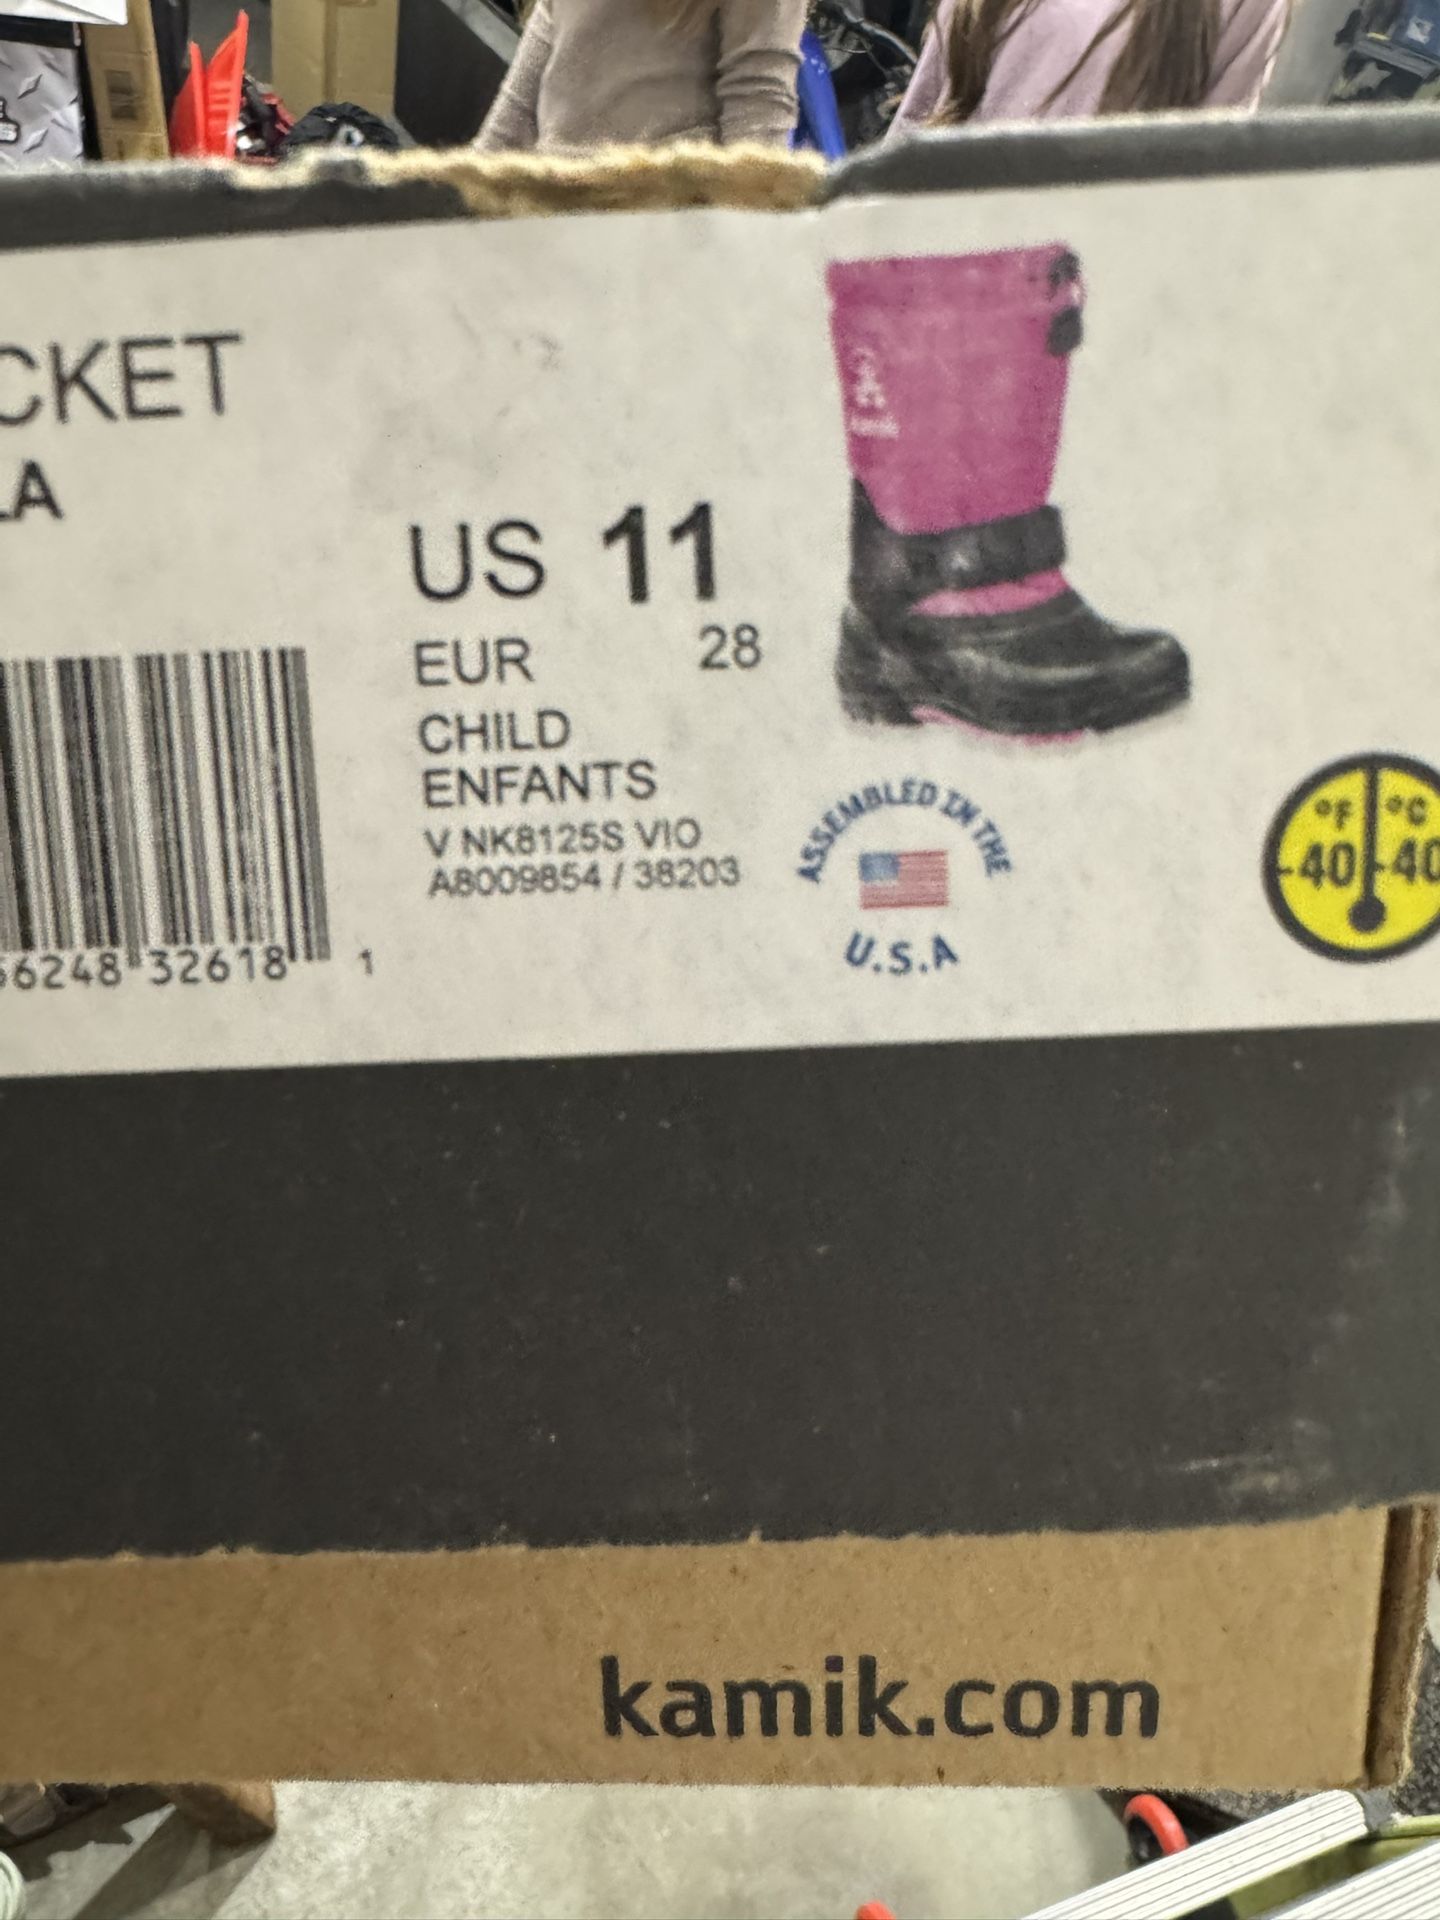 CKET
LA
US 11
EUR 28
CHILD
ENFANTS
V NK8125S VIO
A8009854 / 38203
66248 32618 1
kamik
ASSEMBLED IN THE
U.S.A
°F °C
-40 -40
kamik.com